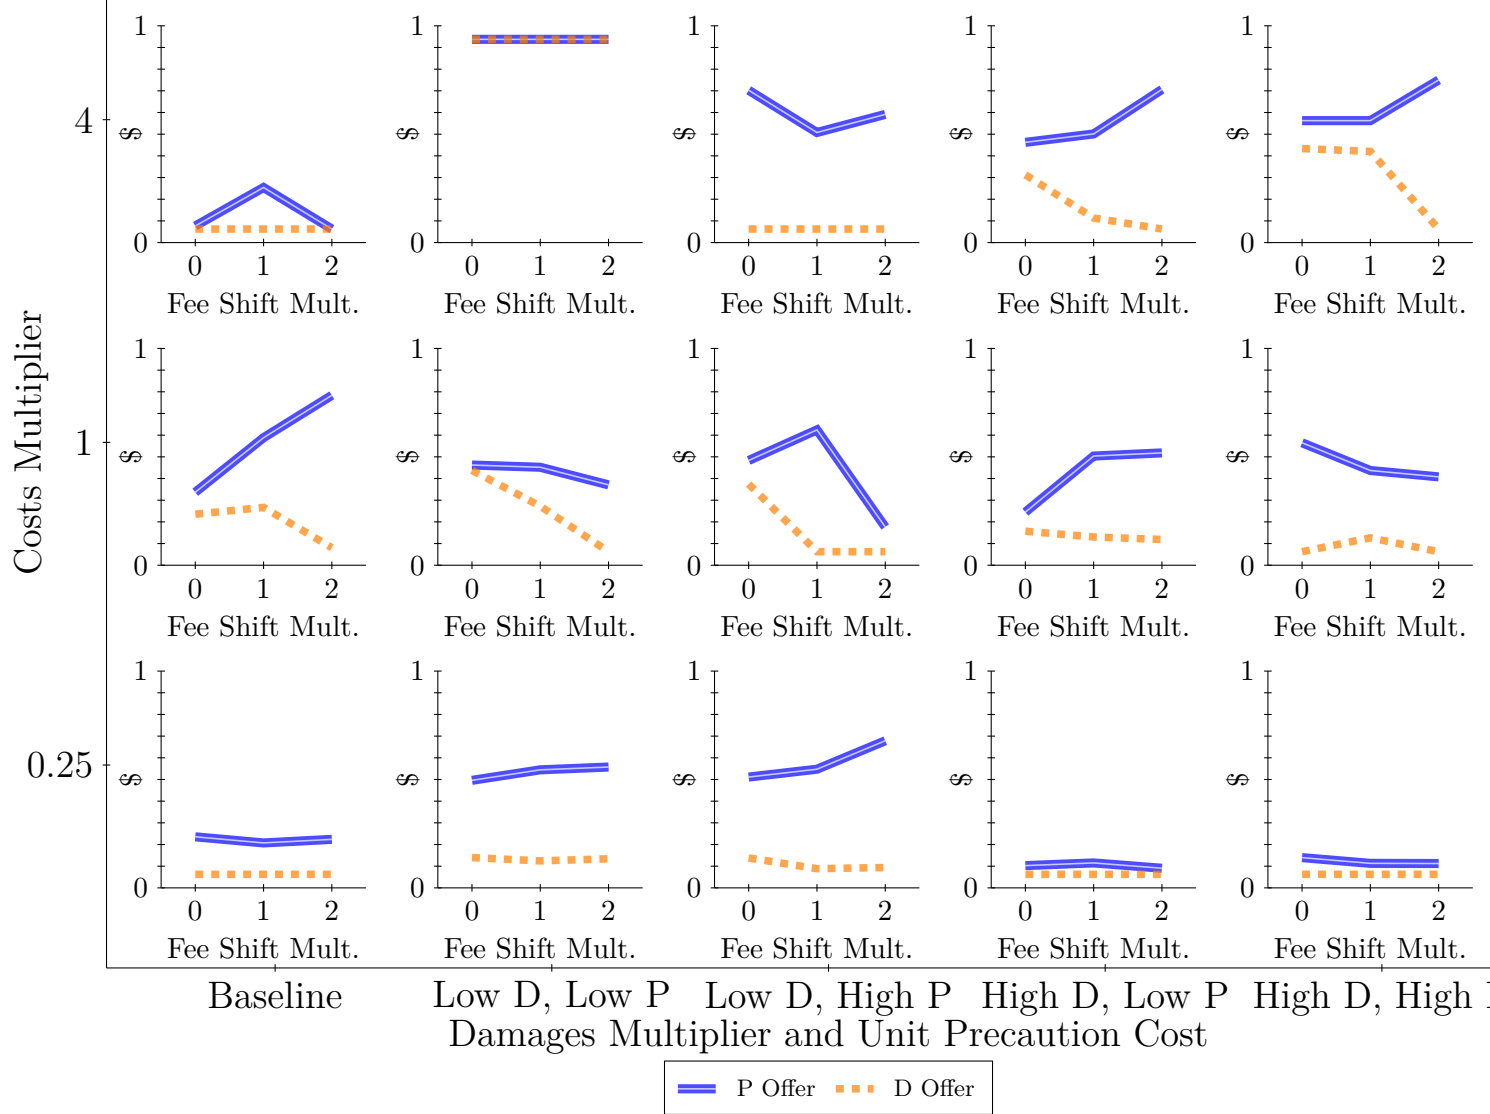 Costs Multiplier
4
1
$
0
0 1 2
Fee Shift Mult.
1
$
0
0 1 2
Fee Shift Mult.
1
$
0
0 1 2
Fee Shift Mult.
1
$
0
0 1 2
Fee Shift Mult.
1
$
0
0 1 2
Fee Shift Mult.
1
1
$
0
0 1 2
Fee Shift Mult.
1
$
0
0 1 2
Fee Shift Mult.
1
$
0
0 1 2
Fee Shift Mult.
1
$
0
0 1 2
Fee Shift Mult.
1
$
0
0 1 2
Fee Shift Mult.
0.25
1
$
0
0 1 2
Fee Shift Mult.
1
$
0
0 1 2
Fee Shift Mult.
1
$
0
0 1 2
Fee Shift Mult.
1
$
0
0 1 2
Fee Shift Mult.
1
$
0
0 1 2
Fee Shift Mult.
Baseline
Low D, Low P
Low D, High P
High D, Low P
High D, High
Damages Multiplier and Unit Precaution Cost
P Offer
D Offer